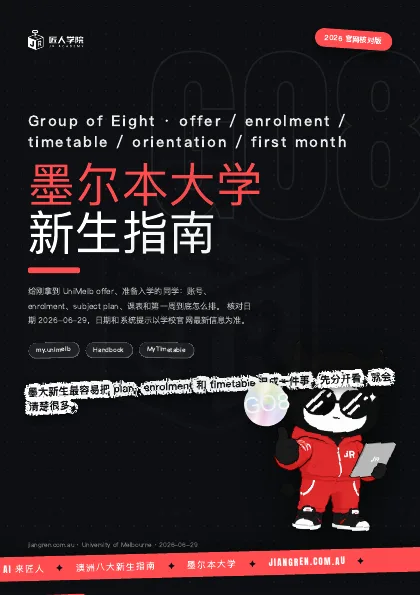 匠人学院
JR ACADEMY
2026 官网核对版
GO8
Group of Eight · offer / enrolment /
timetable / orientation / first month
墨尔本大学
新生指南
给刚拿到 UniMelb offer、准备入学的同学：账号、
enrolment、subject plan、课表和第一周到底怎么排。 核对日
期 2026-06-29，日期和系统提示以学校官网最新信息为准。
my.unimelb
Handbook
MyTimetable
墨大新生最容易把 plan、enrolment 和 timetable 混成一件事，先分开看，就会
清楚很多。
GO8
JR
JR
jiangren.com.au · University of Melbourne · 2026-06-29
AI 来匠人 ✦ 澳洲八大新生指南 ✦ 墨尔本大学 ✦ JIANGREN.COM.AU ✦